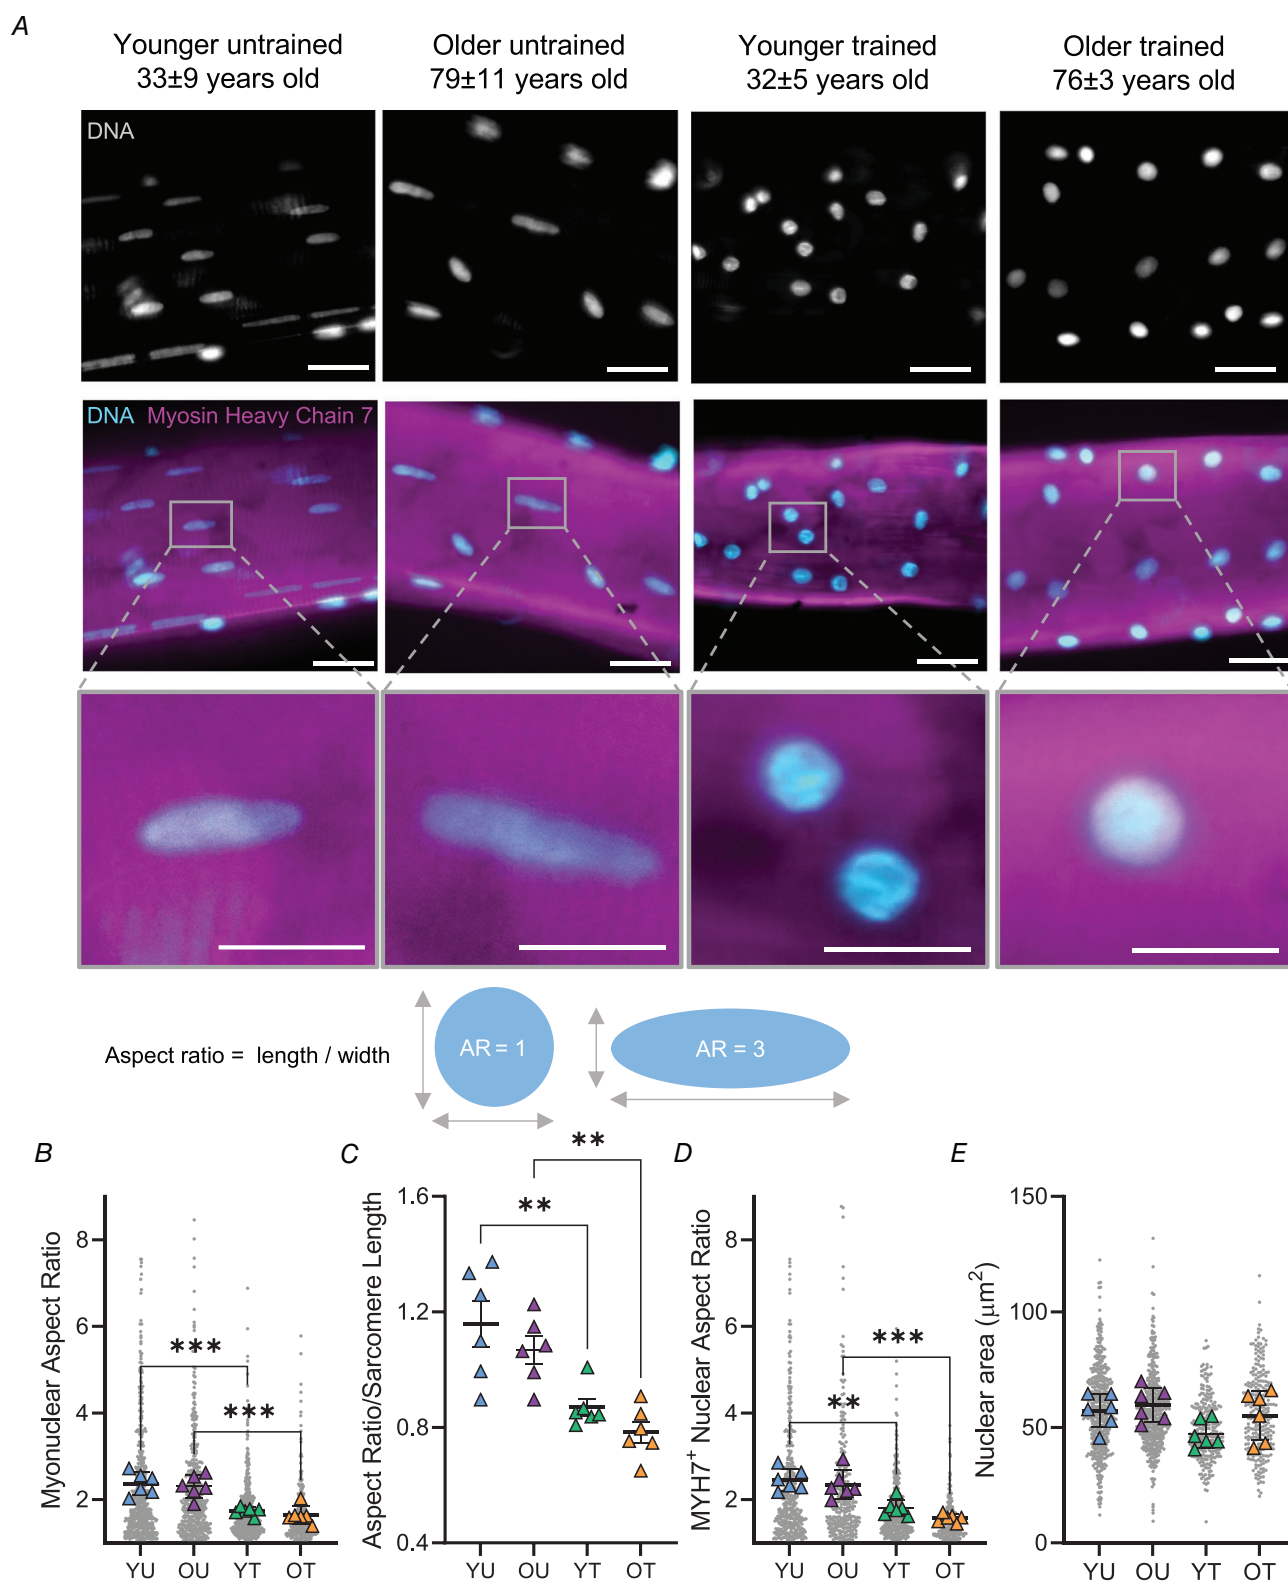 A
Younger untrained
33±9 years old
Older untrained
79±11 years old
Younger trained
32±5 years old
Older trained
76±3 years old
DNA
DNA Myosin Heavy Chain 7
Aspect ratio = length / width
AR = 1
AR = 3
B
Myonuclear Aspect Ratio
8
6
4
2
***
***
YU OU YT OT
C
Aspect Ratio/Sarcomere Length
1.6
1.2
0.8
0.4
**
**
YU OU YT OT
D
MYH7+ Nuclear Aspect Ratio
8
6
4
2
***
**
YU OU YT OT
E
Nuclear area (μm2)
150
100
50
0
YU OU YT OT